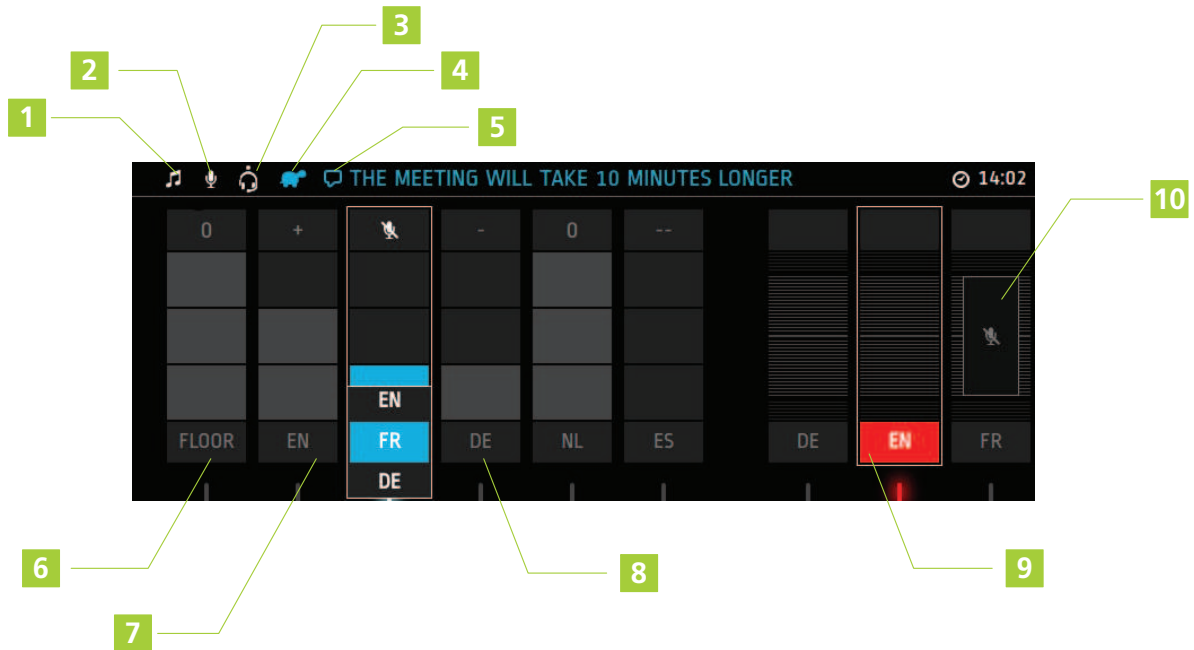 3
2
4
1
5
THE MEETING WILL TAKE 10 MINUTES LONGER
14:02
10
0 + - 0 --
EN
FLOOR EN FR DE NL ES DE EN FR
DE
6
8
9
7